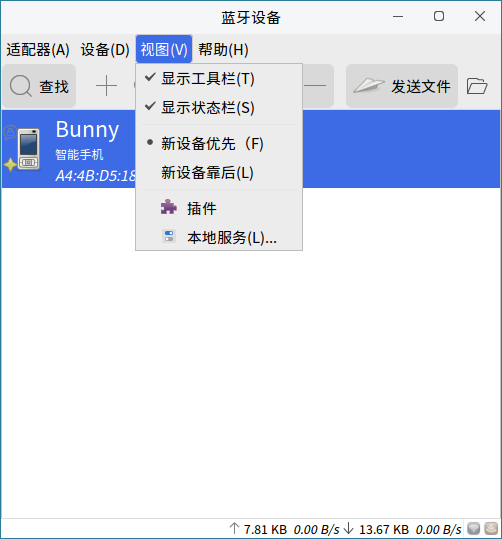 蓝牙设备
适配器(A) 设备(D) 视图(V) 帮助(H)
查找
发送文件
显示工具栏(T)
显示状态栏(S)
新设备优先（F)
新设备靠后(L)
插件
本地服务(L)...
Bunny
智能手机
A4:4B:D5:18
7.81 KB 0.00 B/s 13.67 KB 0.00 B/s